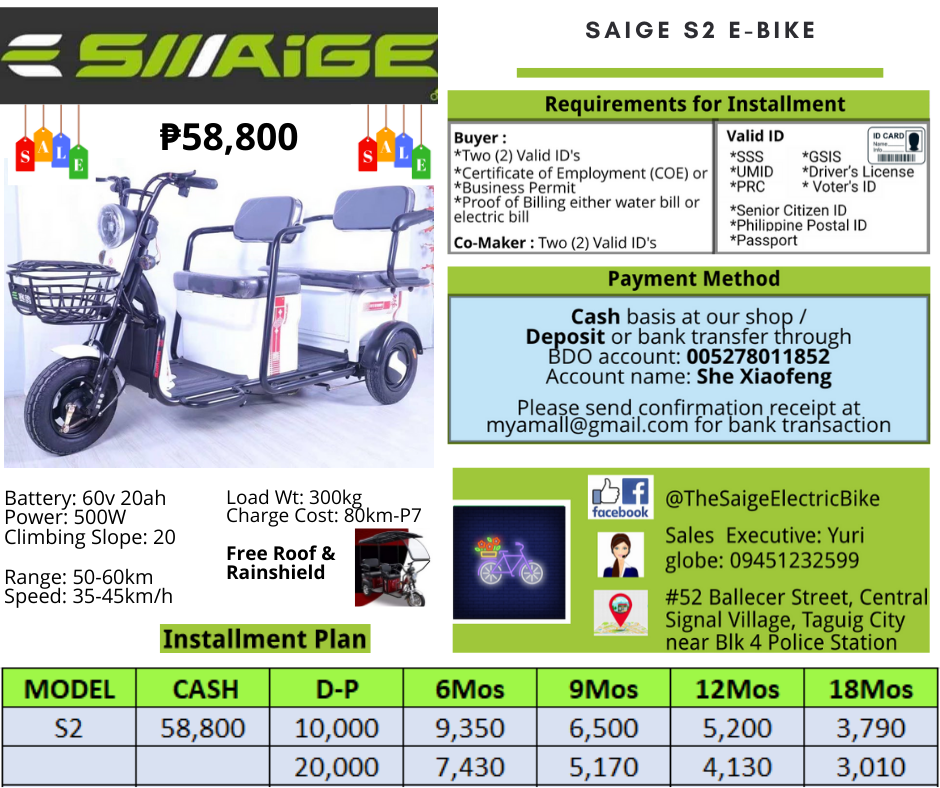 SMAiGE
SAIGE S2 E-BIKE
SALE
₱58,800
SALE
Requirements for Installment
Buyer :
*Two (2) Valid ID's
*Certificate of Employment (COE) or
*Business Permit
*Proof of Billing either water bill or
electric bill
Co-Maker : Two (2) Valid ID's
Valid ID
ID CARD
Name
Info
*SSS *GSIS
*UMID *Driver's License
*PRC * Voter's ID
*Senior Citizen ID
*Philippine Postal ID
*Passport
Payment Method
Cash basis at our shop /
Deposit or bank transfer through
BDO account: 005278011852
Account name: She Xiaofeng
Please send confirmation receipt at
myamall@gmail.com for bank transaction
Battery: 60v 20ah
Power: 500W
Climbing Slope: 20
Range: 50-60km
Speed: 35-45km/h
Load Wt: 300kg
Charge Cost: 80km-P7
Free Roof &
Rainshield
facebook
@TheSaigeElectricBike
Sales Executive: Yuri
globe: 09451232599
#52 Ballecer Street, Central
Signal Village, Taguig City
near Blk 4 Police Station
Installment Plan
MODEL CASH D-P 6Mos 9Mos 12Mos 18Mos
S2 58,800 10,000 9,350 6,500 5,200 3,790
20,000 7,430 5,170 4,130 3,010